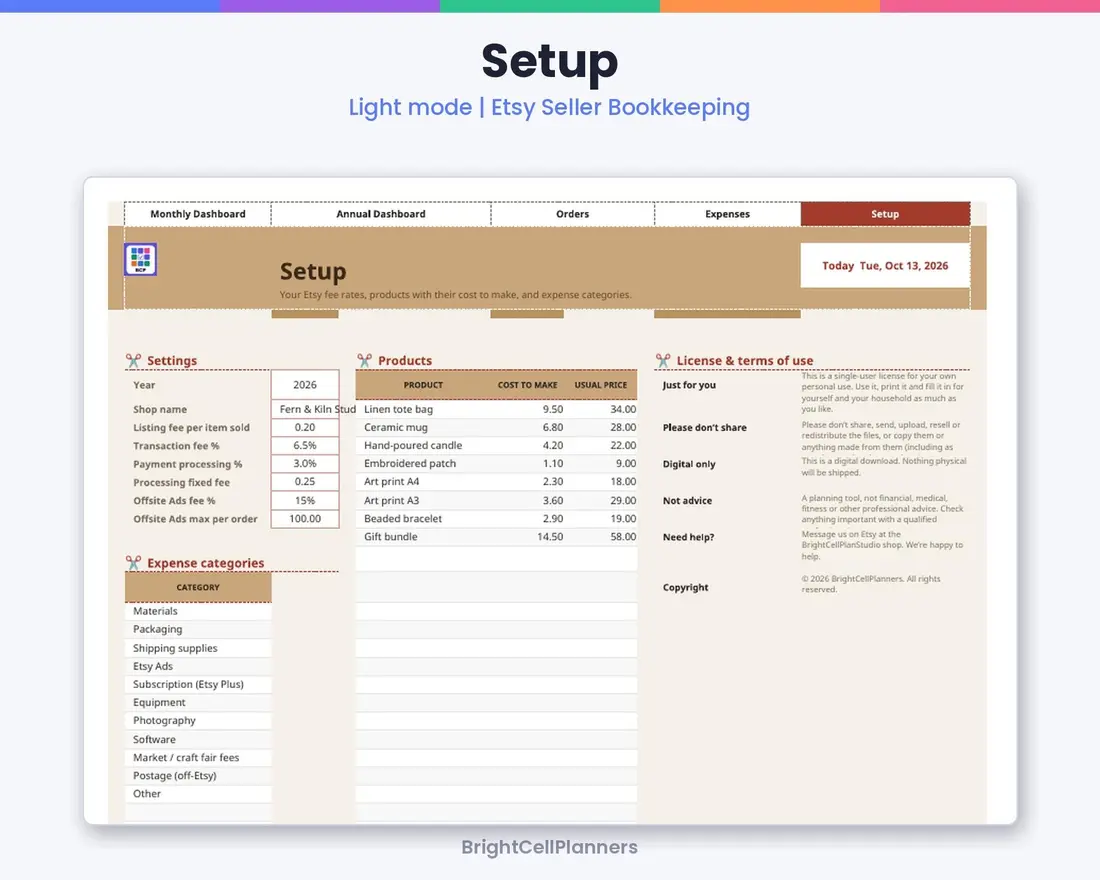 Setup
Light mode | Etsy Seller Bookkeeping
Monthly Dashboard
Annual Dashboard
Orders
Expenses
Setup
BCP
Setup
Your Etsy fee rates, products with their cost to make, and expense categories.
Today Tue, Oct 13, 2026
Settings
Year 2026
Shop name Fern & Kiln Stud
Listing fee per item sold 0.20
Transaction fee % 6.5%
Payment processing % 3.0%
Processing fixed fee 0.25
Offsite Ads fee % 15%
Offsite Ads max per order 100.00
Expense categories
CATEGORY
Materials
Packaging
Shipping supplies
Etsy Ads
Subscription (Etsy Plus)
Equipment
Photography
Software
Market / craft fair fees
Postage (off-Etsy)
Other
Products
PRODUCT COST TO MAKE USUAL PRICE
Linen tote bag 9.50 34.00
Ceramic mug 6.80 28.00
Hand-poured candle 4.20 22.00
Embroidered patch 1.10 9.00
Art print A4 2.30 18.00
Art print A3 3.60 29.00
Beaded bracelet 2.90 19.00
Gift bundle 14.50 58.00
License & terms of use
Just for you
This is a single-user license for your own
personal use. Use it, print it and fill it in for
yourself and your household as much as
you like.
Please don't share
Please don't share, send, upload, resell or
redistribute the files, or copy them or
anything made from them (including as
Digital only
This is a digital download. Nothing physical
will be shipped.
Not advice
A planning tool, not financial, medical,
fitness or other professional advice. Check
anything important with a qualified
Need help?
Message us on Etsy at the
BrightCellPlanStudio shop. We're happy to
help.
Copyright
© 2026 BrightCellPlanners. All rights
reserved.
BrightCellPlanners